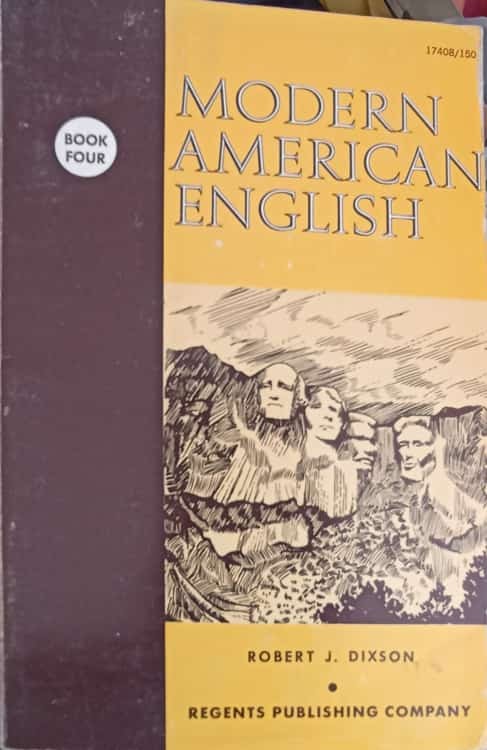 17408/150
BOOK
FOUR
MODERN
AMERICAN
ENGLISH
ROBERT J. DIXSON
•
REGENTS PUBLISHING COMPANY